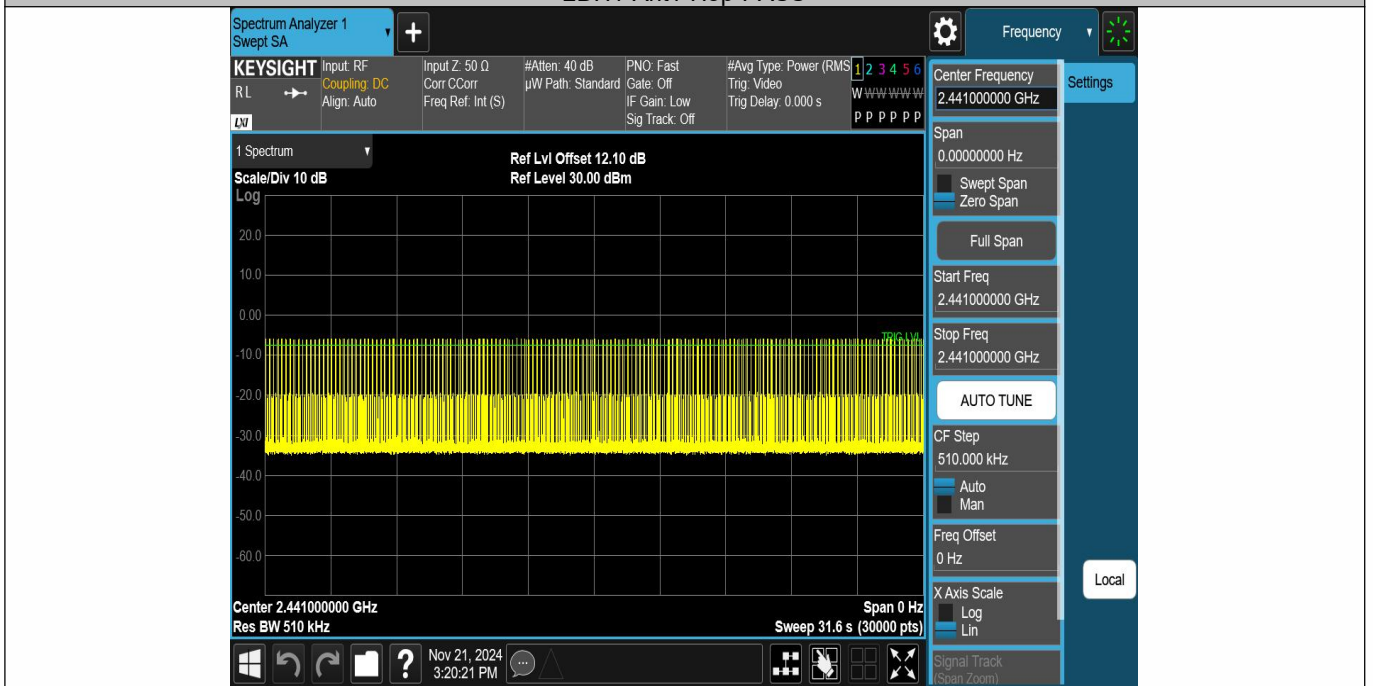 Spectrum Analyzer 1
Swept SA
Frequency
KEYSIGHT
RL
LXI
Input: RF
Coupling: DC
Align: Auto
Input Z: 50 Ω
Corr CCorr
Freq Ref: Int (S)
#Atten: 40 dB
µW Path: Standard
PNO: Fast
Gate: Off
IF Gain: Low
Sig Track: Off
#Avg Type: Power (RMS
Trig: Video
Trig Delay: 0.000 s
1 2 3 4 5 6
W W W W W W
P P P P P P
1 Spectrum
Scale/Div 10 dB
Ref Lvl Offset 12.10 dB
Ref Level 30.00 dBm
Log
20.0
10.0
0.00
-10.0
-20.0
-30.0
-40.0
-50.0
-60.0
TRIG LVL
Center 2.441000000 GHz
Res BW 510 kHz
Span 0 Hz
Sweep 31.6 s (30000 pts)
Center Frequency
2.441000000 GHz
Settings
Span
0.00000000 Hz
Swept Span
Zero Span
Full Span
Start Freq
2.441000000 GHz
Stop Freq
2.441000000 GHz
AUTO TUNE
CF Step
510.000 kHz
Auto
Man
Freq Offset
0 Hz
X Axis Scale
Log
Lin
Local
Signal Track
(Span Zoom)
?
Nov 21, 2024
3:20:21 PM